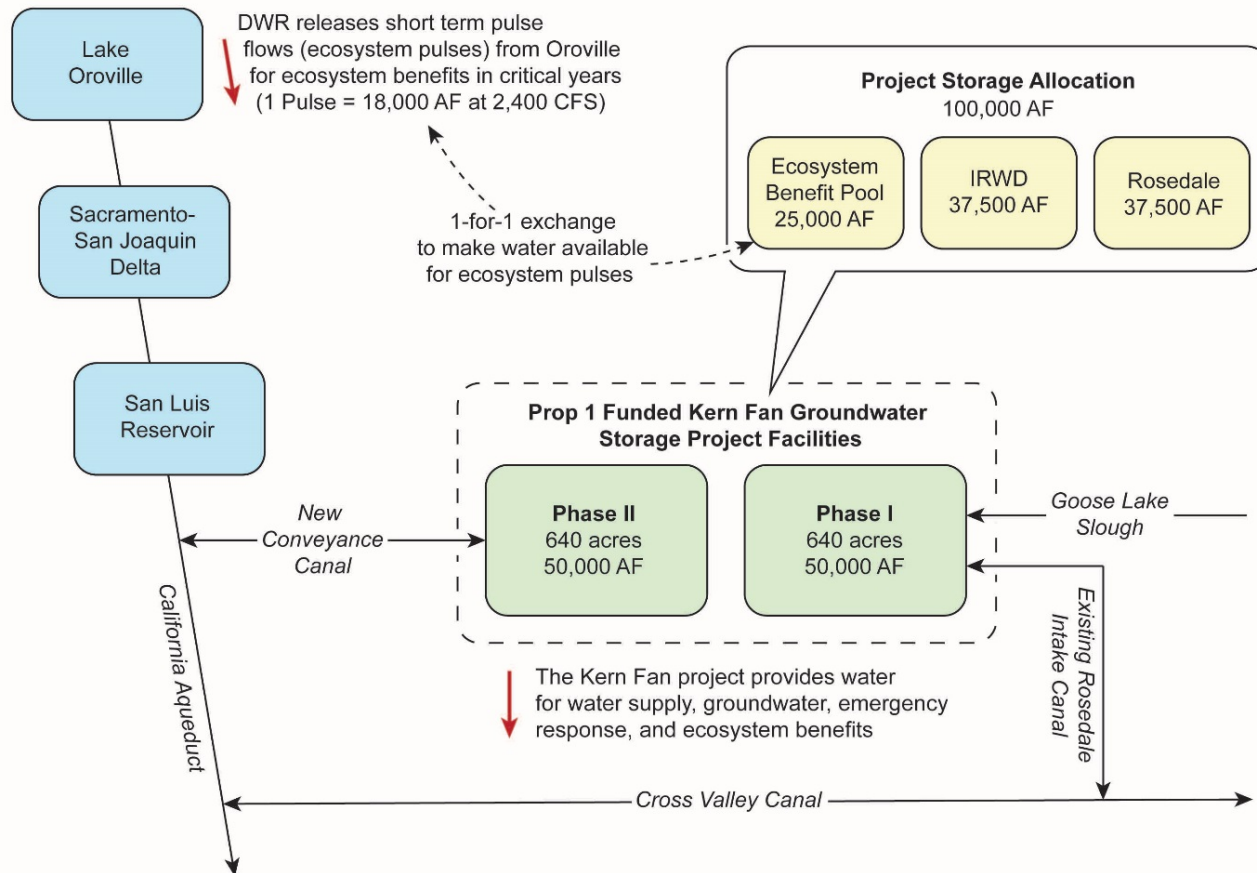 Lake
Oroville
DWR releases short term pulse
flows (ecosystem pulses) from Oroville
for ecosystem benefits in critical years
(1 Pulse = 18,000 AF at 2,400 CFS)
Project Storage Allocation
100,000 AF
Ecosystem
Benefit Pool
25,000 AF
IRWD
37,500 AF
Rosedale
37,500 AF
Sacramento-
San Joaquin
Delta
1-for-1 exchange
to make water available
for ecosystem pulses
San Luis
Reservoir
Prop 1 Funded Kern Fan Groundwater
Storage Project Facilities
Phase II
640 acres
50,000 AF
Phase I
640 acres
50,000 AF
New
Conveyance
Canal
Goose Lake
Slough
California Aqueduct
Existing Rosedale
Intake Canal
The Kern Fan project provides water
for water supply, groundwater, emergency
response, and ecosystem benefits
Cross Valley Canal